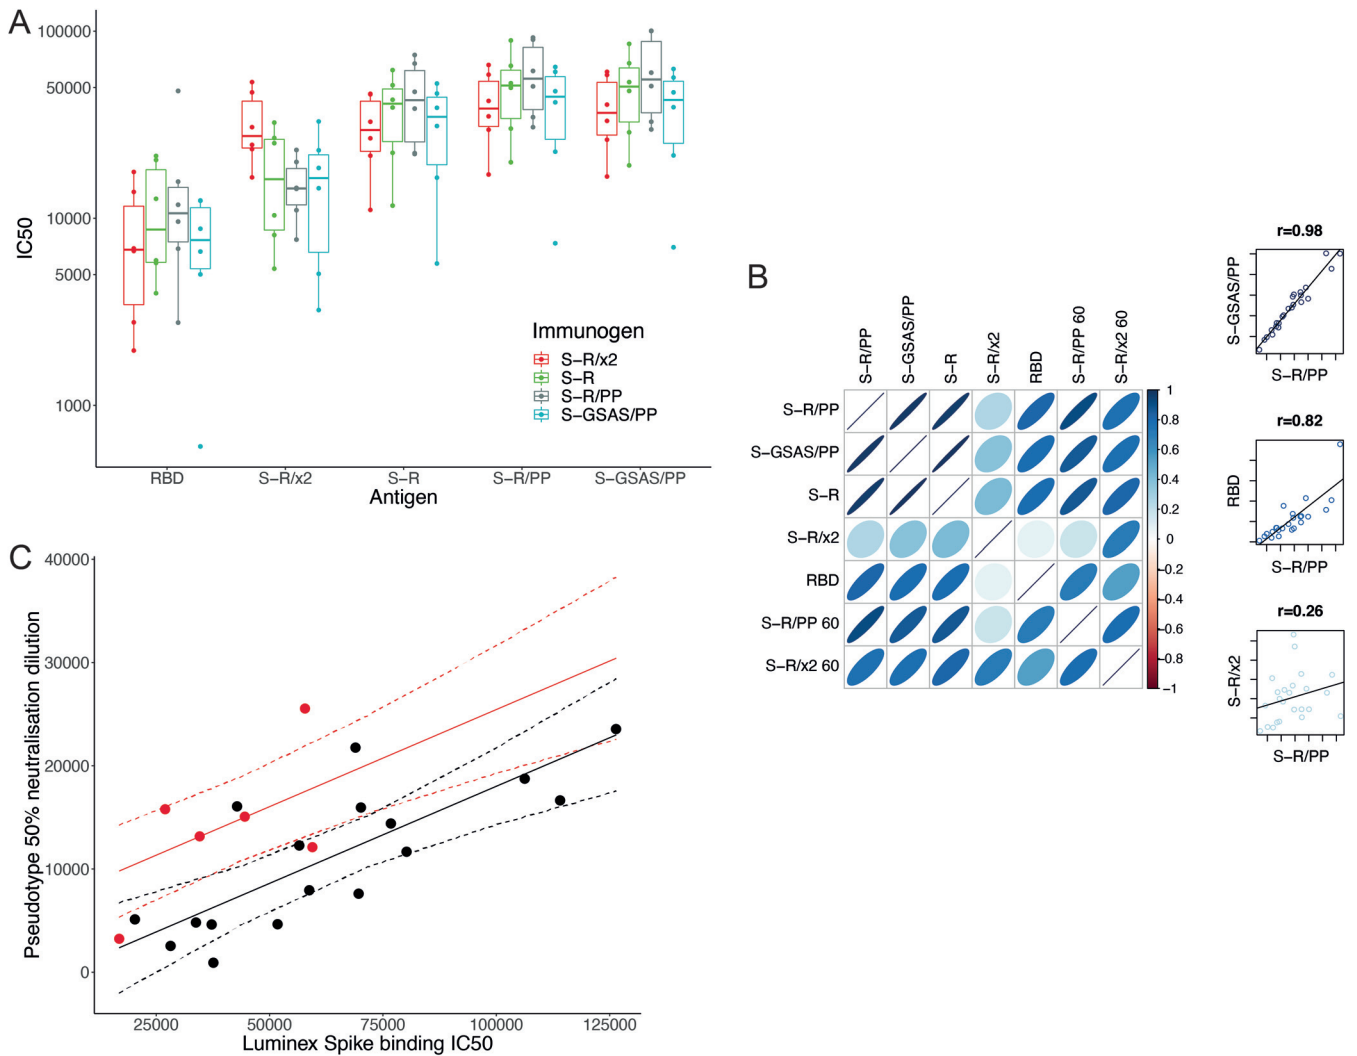 A
100000
50000
10000
5000
1000
IC50
RBD
S−R/x2
S−R
S−R/PP
S−GSAS/PP
Antigen
Immunogen
S−R/x2
S−R
S−R/PP
S−GSAS/PP
B
S−R/PP
S−GSAS/PP
S−R
S−R/x2
RBD
S−R/PP 60
S−R/x2 60
S−R/PP
S−GSAS/PP
S−R
S−R/x2
RBD
S−R/PP 60
S−R/x2 60
1
0.8
0.6
0.4
0.2
0
−0.2
−0.4
−0.6
−0.8
−1
r=0.98
S−GSAS/PP
S−R/PP
r=0.82
RBD
S−R/PP
r=0.26
S−R/x2
S−R/PP
C
40000
30000
20000
10000
0
Pseudotype 50% neutralisation dilution
25000
50000
75000
100000
125000
Luminex Spike binding IC50